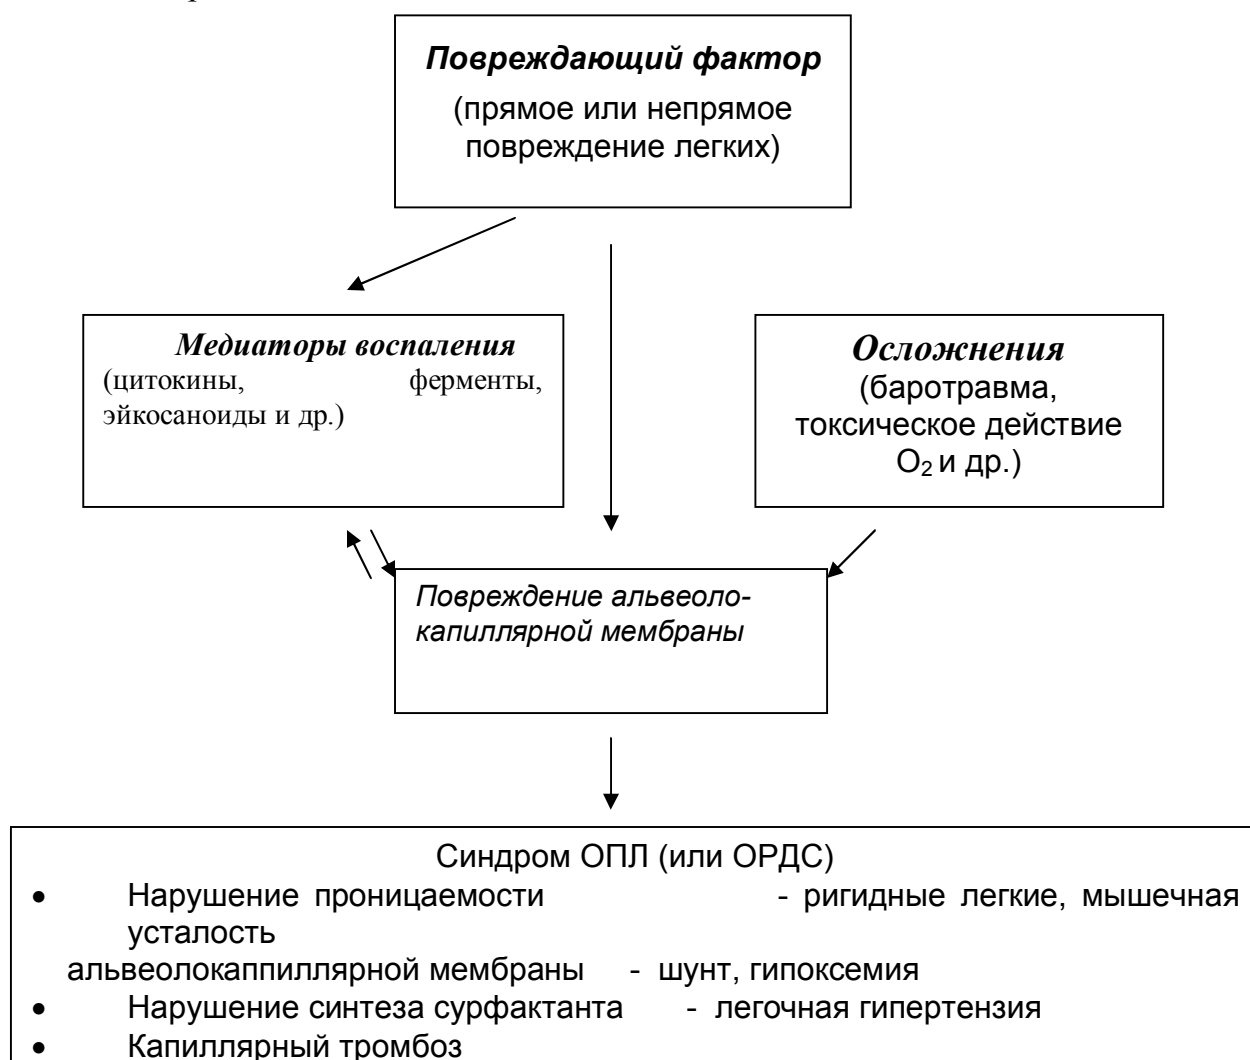 Повреждающий фактор
(прямое или непрямое
повреждение легких)
Медиаторы воспаления
(цитокины, ферменты,
эйкосаноиды и др.)
Осложнения
(баротравма,
токсическое действие
O₂ и др.)
Повреждение альвеоло-
капиллярной мембраны
Синдром ОПЛ (или ОРДС)
• Нарушение проницаемости - ригидные легкие, мышечная
усталость
альвеолокаппиллярной мембраны - шунт, гипоксемия
• Нарушение синтеза сурфактанта - легочная гипертензия
• Капиллярный тромбоз